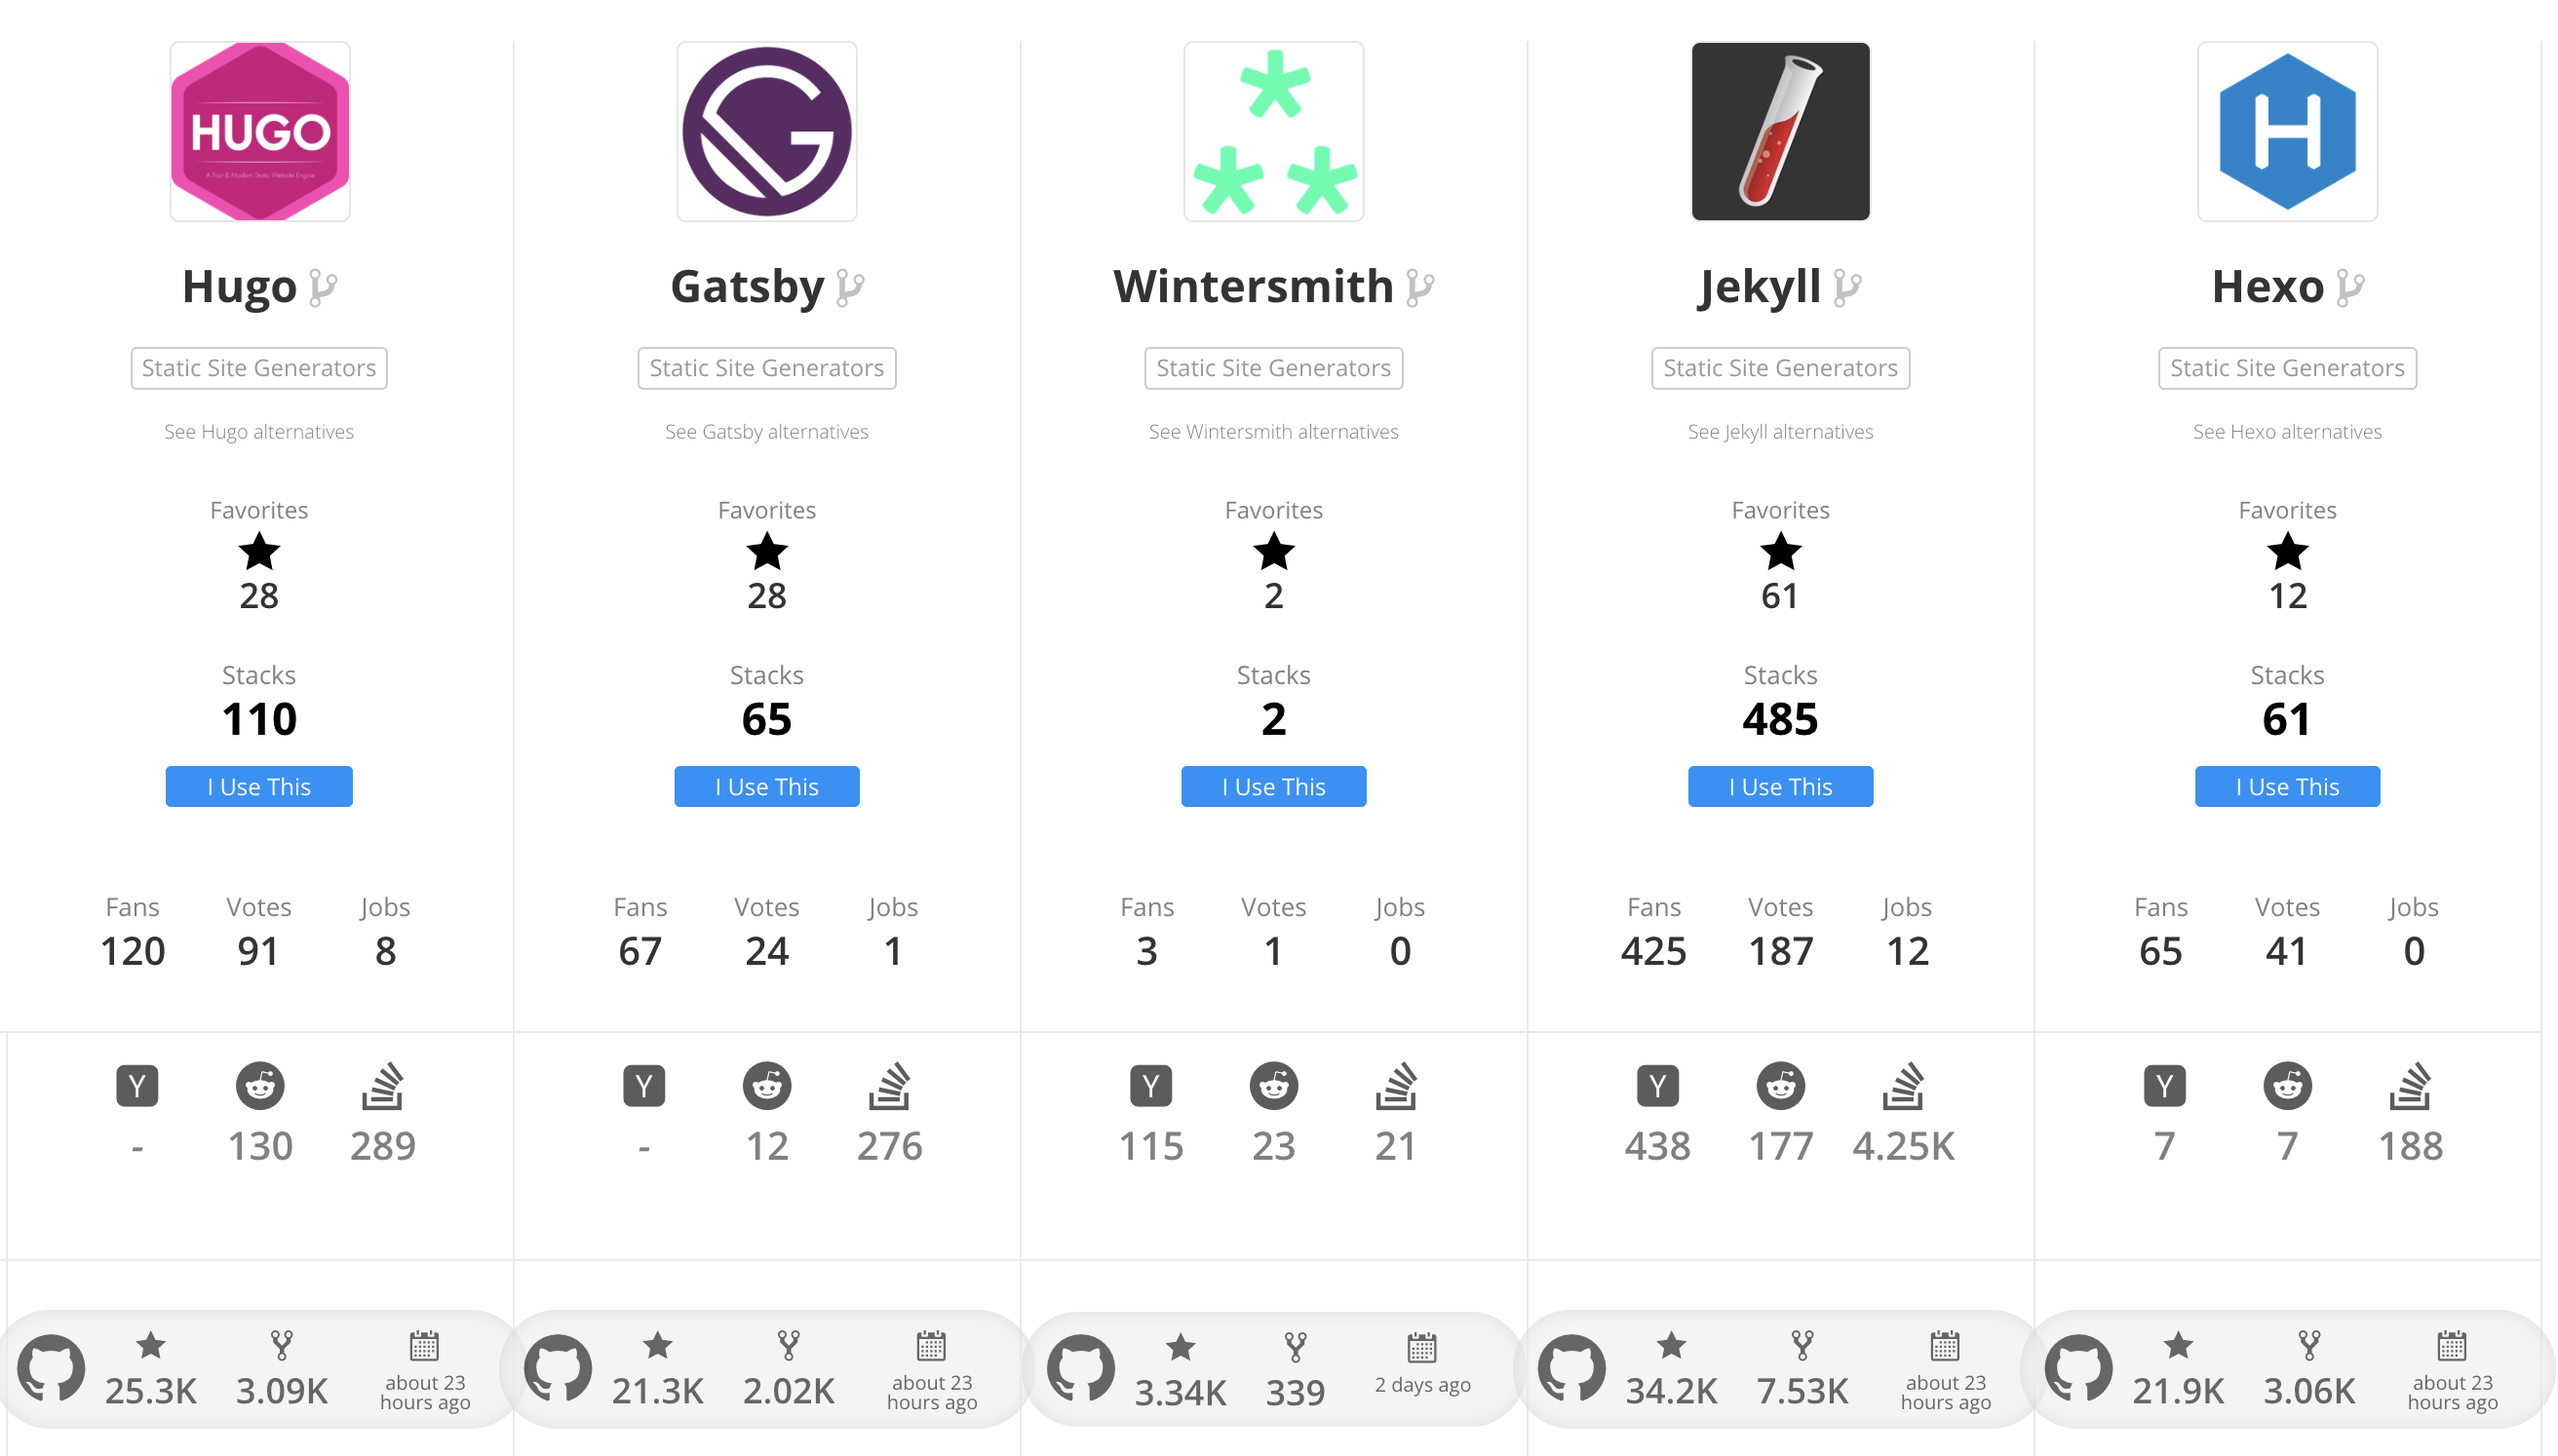 HUGO
A Fast & Modern Static Website Engine
Hugo
Static Site Generators
See Hugo alternatives
Favorites
28
Stacks
110
I Use This
Fans Votes Jobs
120 91 8
Y
- 130 289
25.3K 3.09K about 23
hours ago
Gatsby
Static Site Generators
See Gatsby alternatives
Favorites
28
Stacks
65
I Use This
Fans Votes Jobs
67 24 1
Y
- 12 276
21.3K 2.02K about 23
hours ago
Wintersmith
Static Site Generators
See Wintersmith alternatives
Favorites
2
Stacks
2
I Use This
Fans Votes Jobs
3 1 0
Y
115 23 21
3.34K 339 2 days ago
Jekyll
Static Site Generators
See Jekyll alternatives
Favorites
61
Stacks
485
I Use This
Fans Votes Jobs
425 187 12
Y
438 177 4.25K
34.2K 7.53K about 23
hours ago
H
Hexo
Static Site Generators
See Hexo alternatives
Favorites
12
Stacks
61
I Use This
Fans Votes Jobs
65 41 0
Y
7 7 188
21.9K 3.06K about 23
hours ago